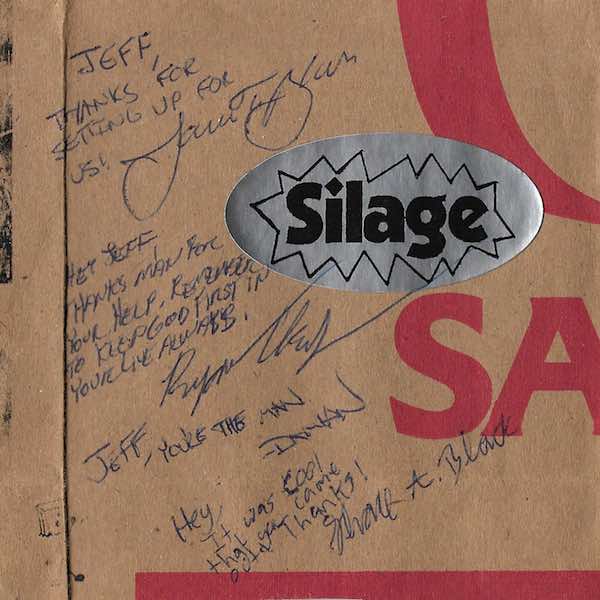 JEFF,
THANKS FOR
SETTING UP FOR
US!
Silage
HEY JEFF,
THANKS MAN FOR
YOUR HELP. REMEMBER
TO KEEP GOD FIRST IN
YOUR LIFE ALWAYS!
SA
JEFF, YOU'RE THE MAN
-DAMIAN
Hey,
It was cool
that you came
out. Thanks!
Shane A. Black